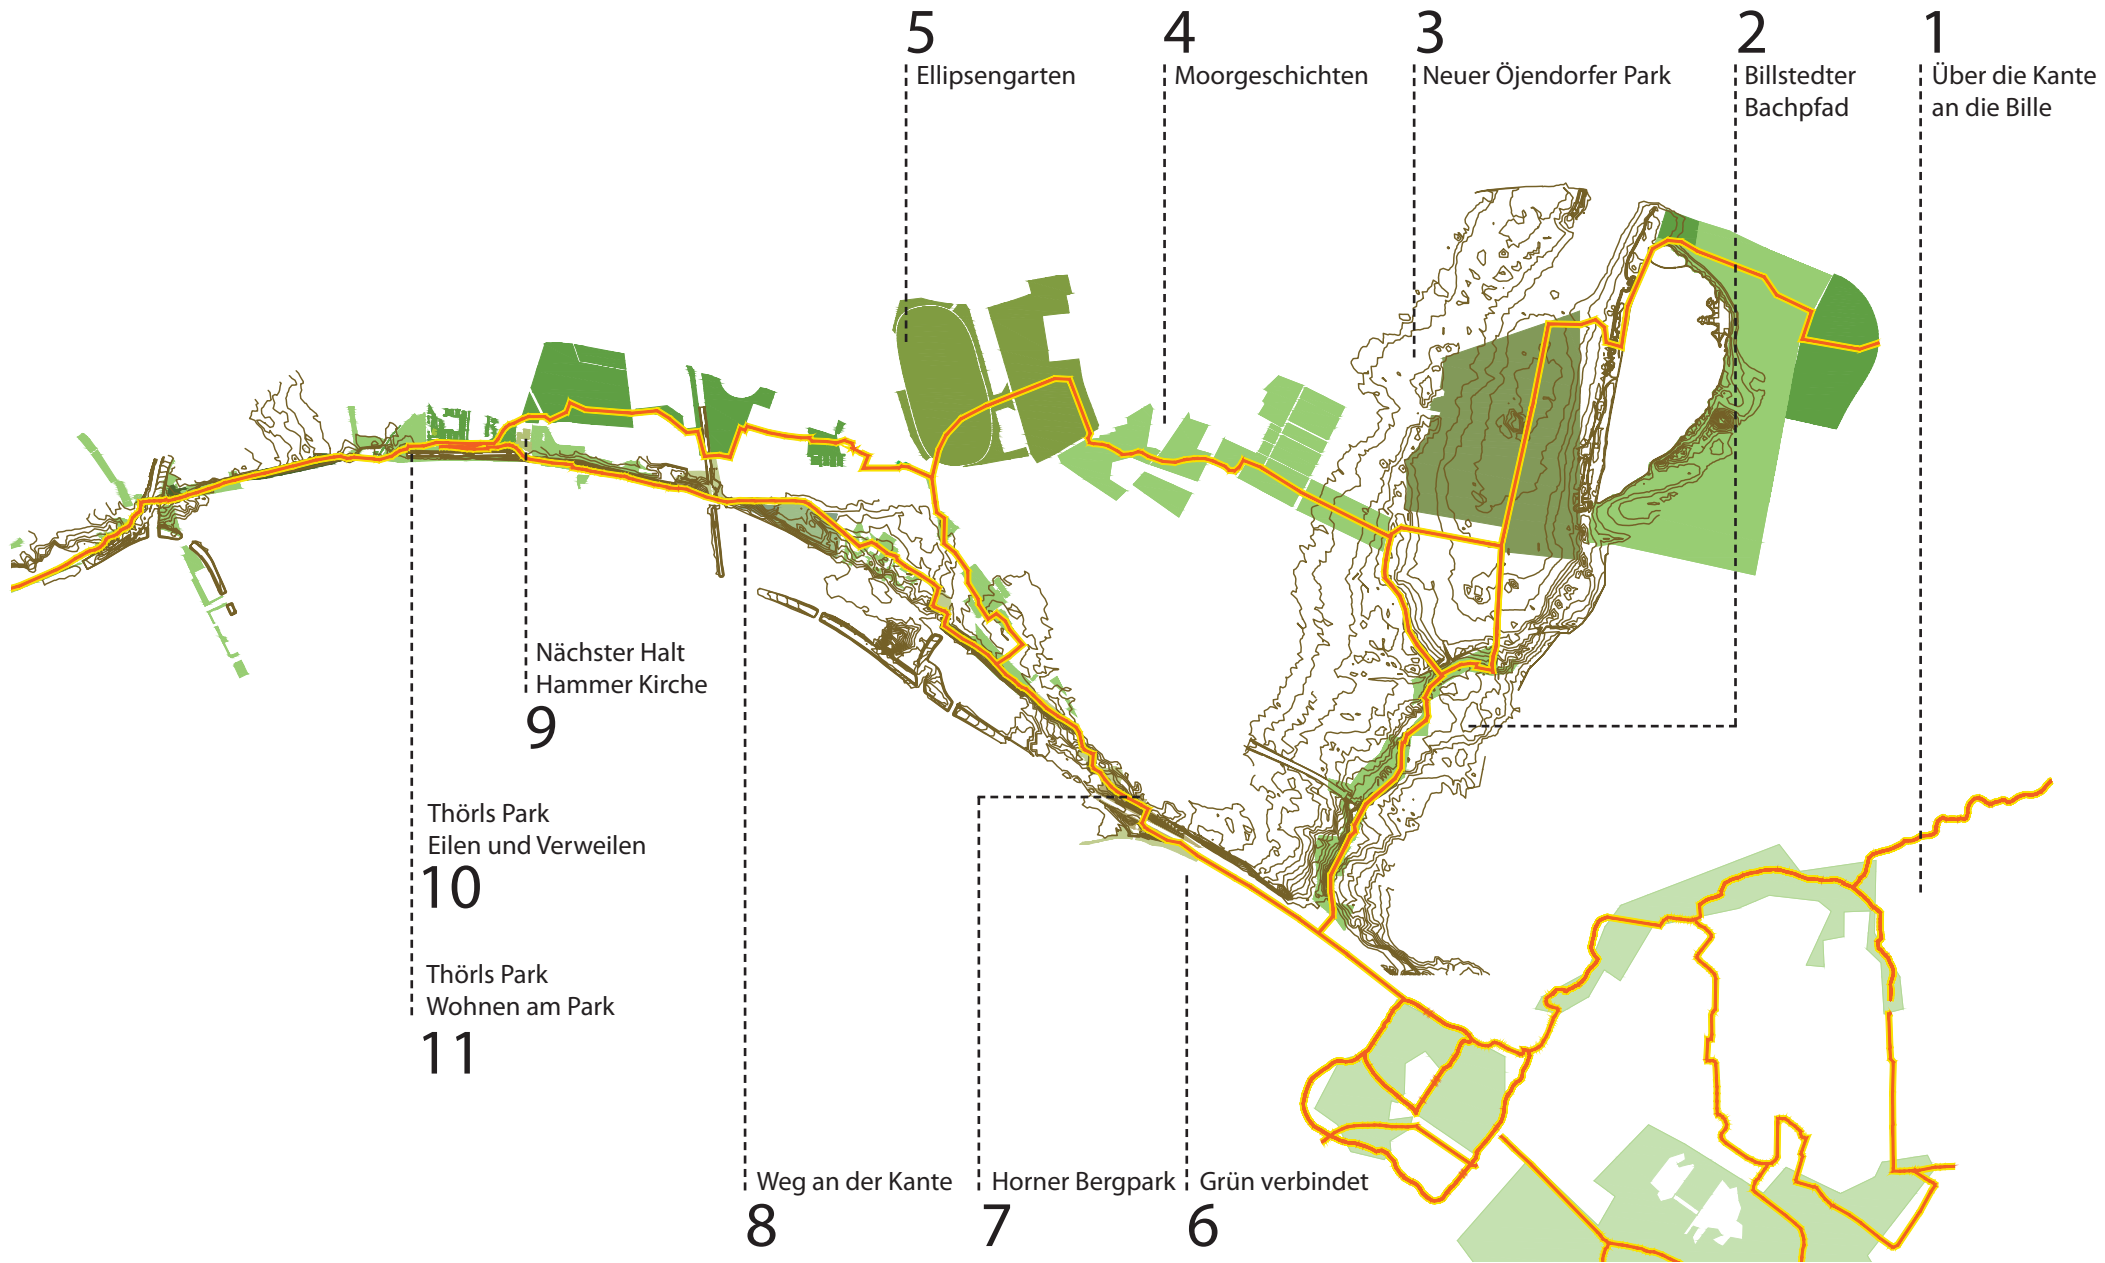 5
Ellipsengarten
4
Moorgeschichten
3
Neuer Öjendorfer Park
2
Billstedter
Bachpfad
1
Über die Kante
an die Bille
Nächster Halt
Hammer Kirche
9
Thörls Park
Eilen und Verweilen
10
Thörls Park
Wohnen am Park
11
Weg an der Kante
8
Horner Bergpark
7
Grün verbindet
6